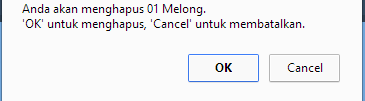 Anda akan menghapus 01 Melong.
'OK' untuk menghapus, 'Cancel' untuk membatalkan.
OK
Cancel